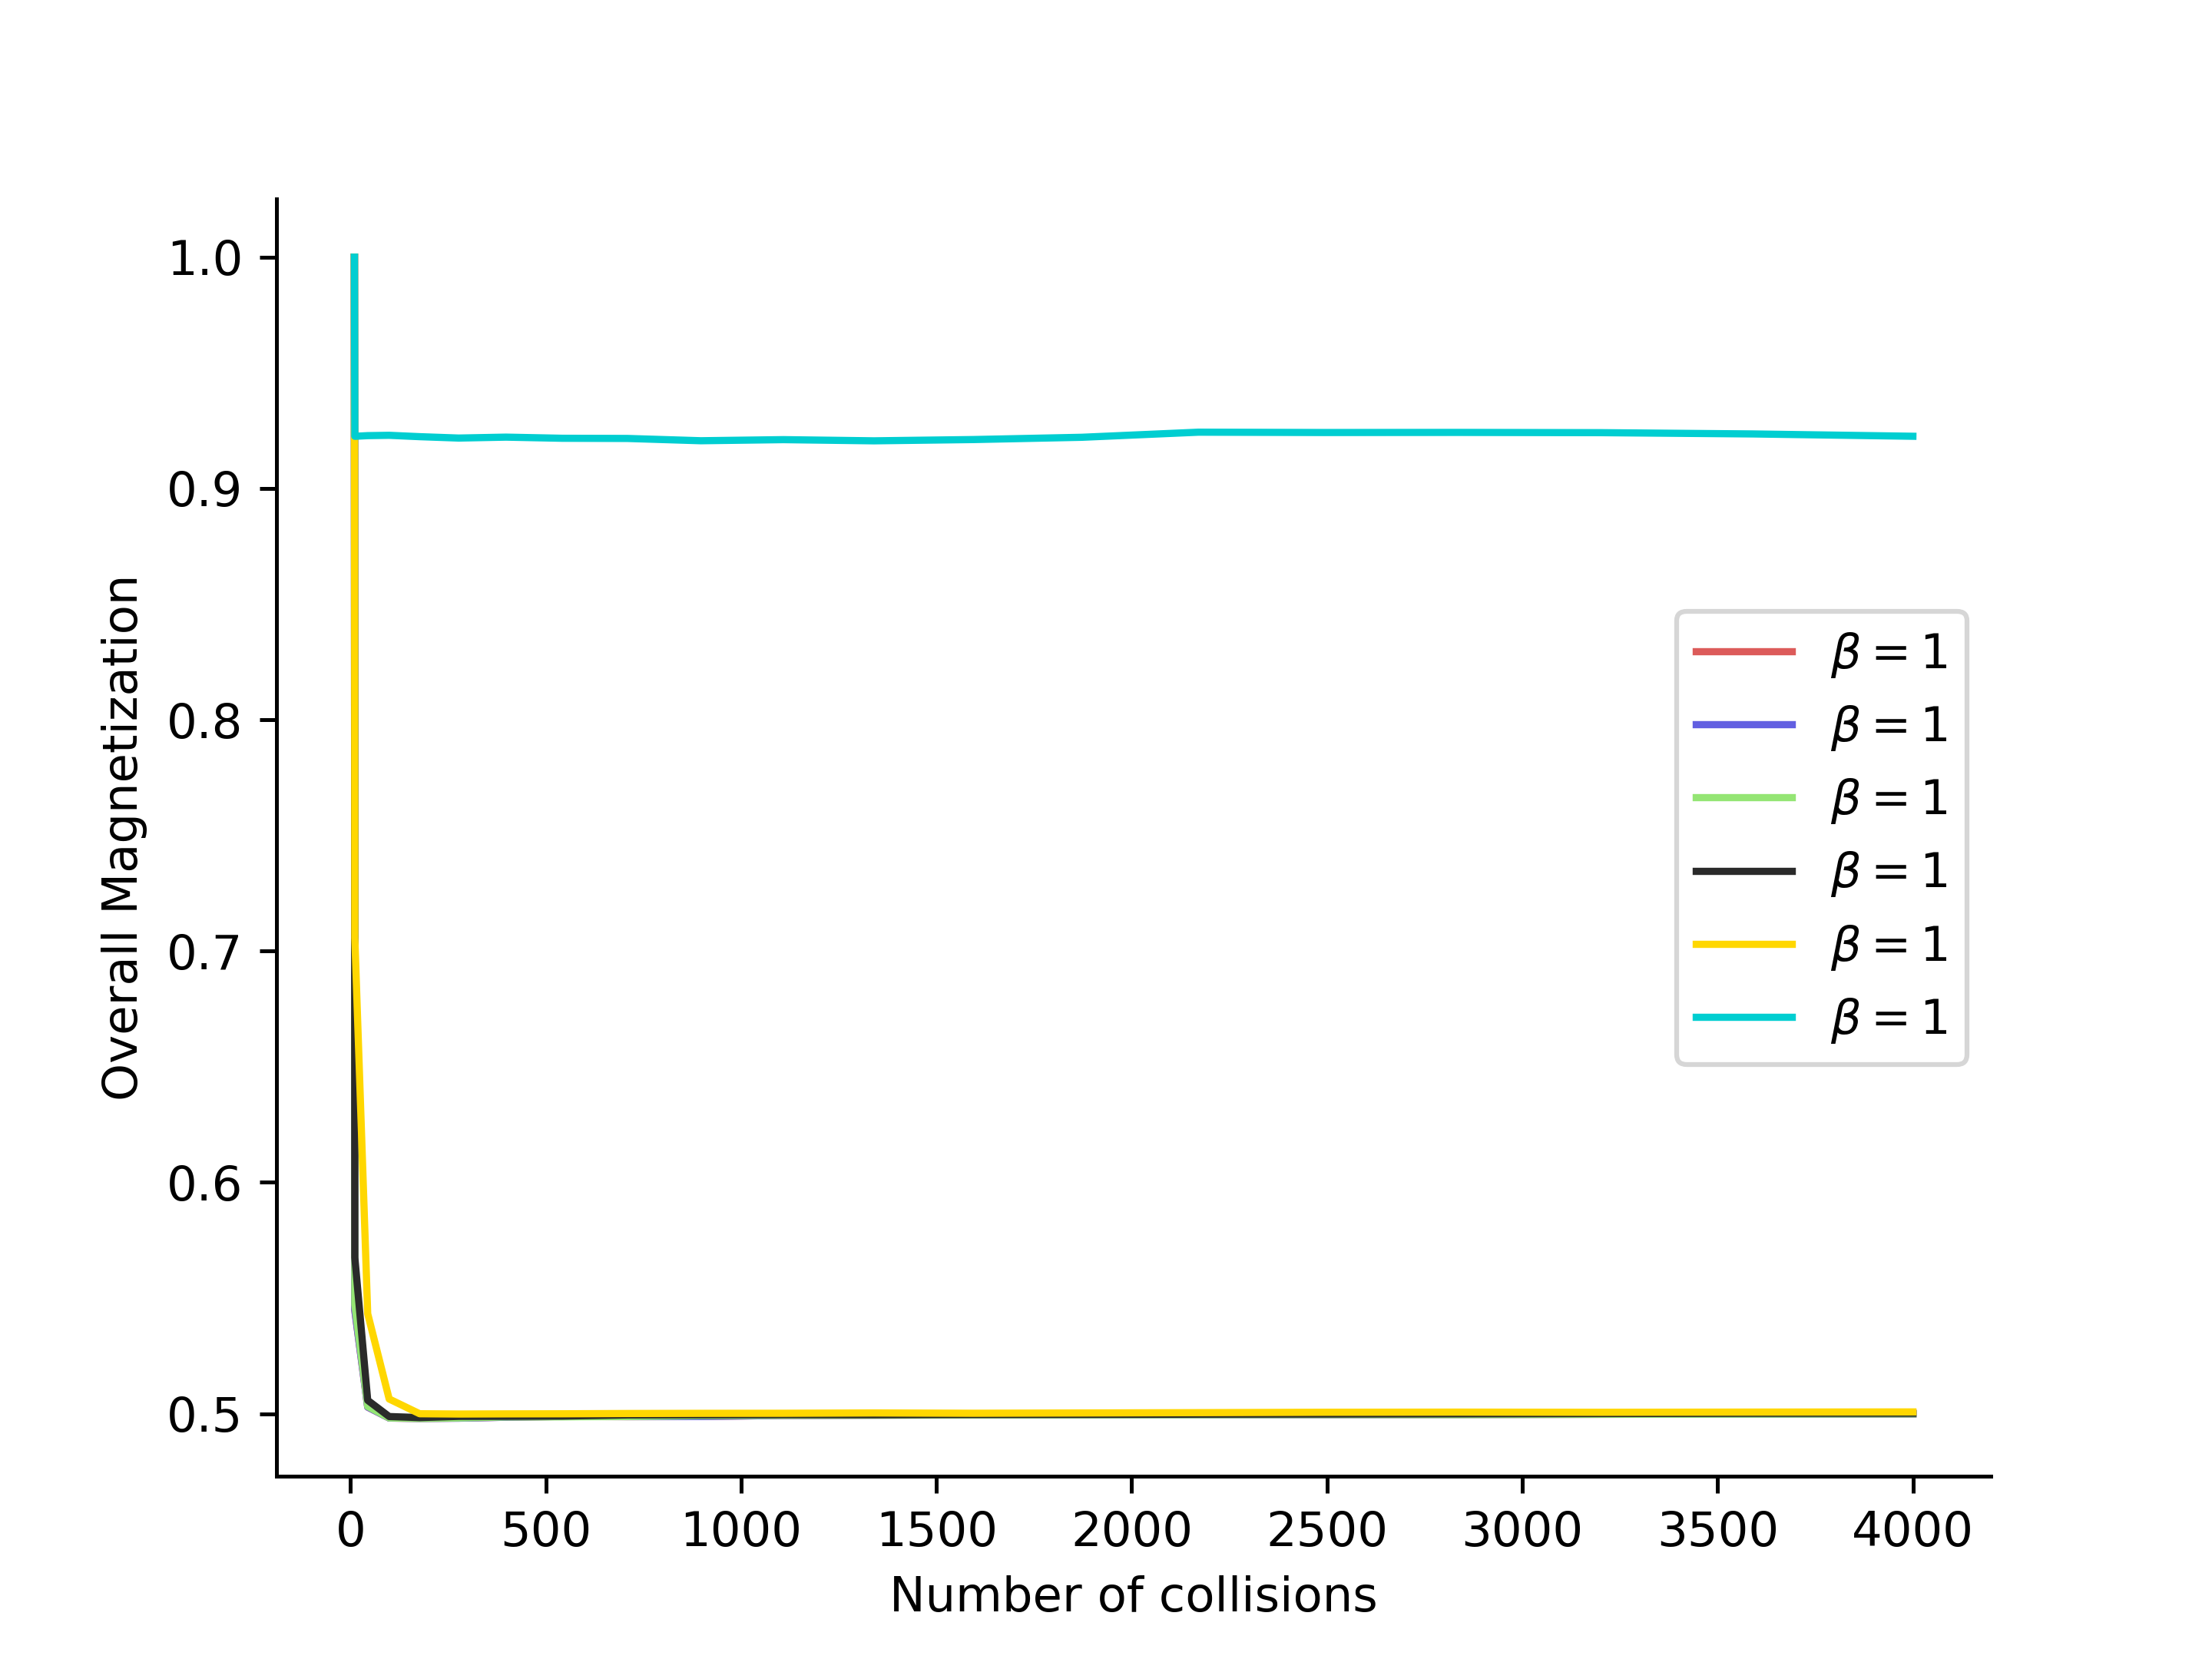 1.0
0.9
0.8
0.7
0.6
0.5
Overall Magnetization
β = 1
β = 1
β = 1
β = 1
β = 1
β = 1
0 500 1000 1500 2000 2500 3000 3500 4000
Number of collisions